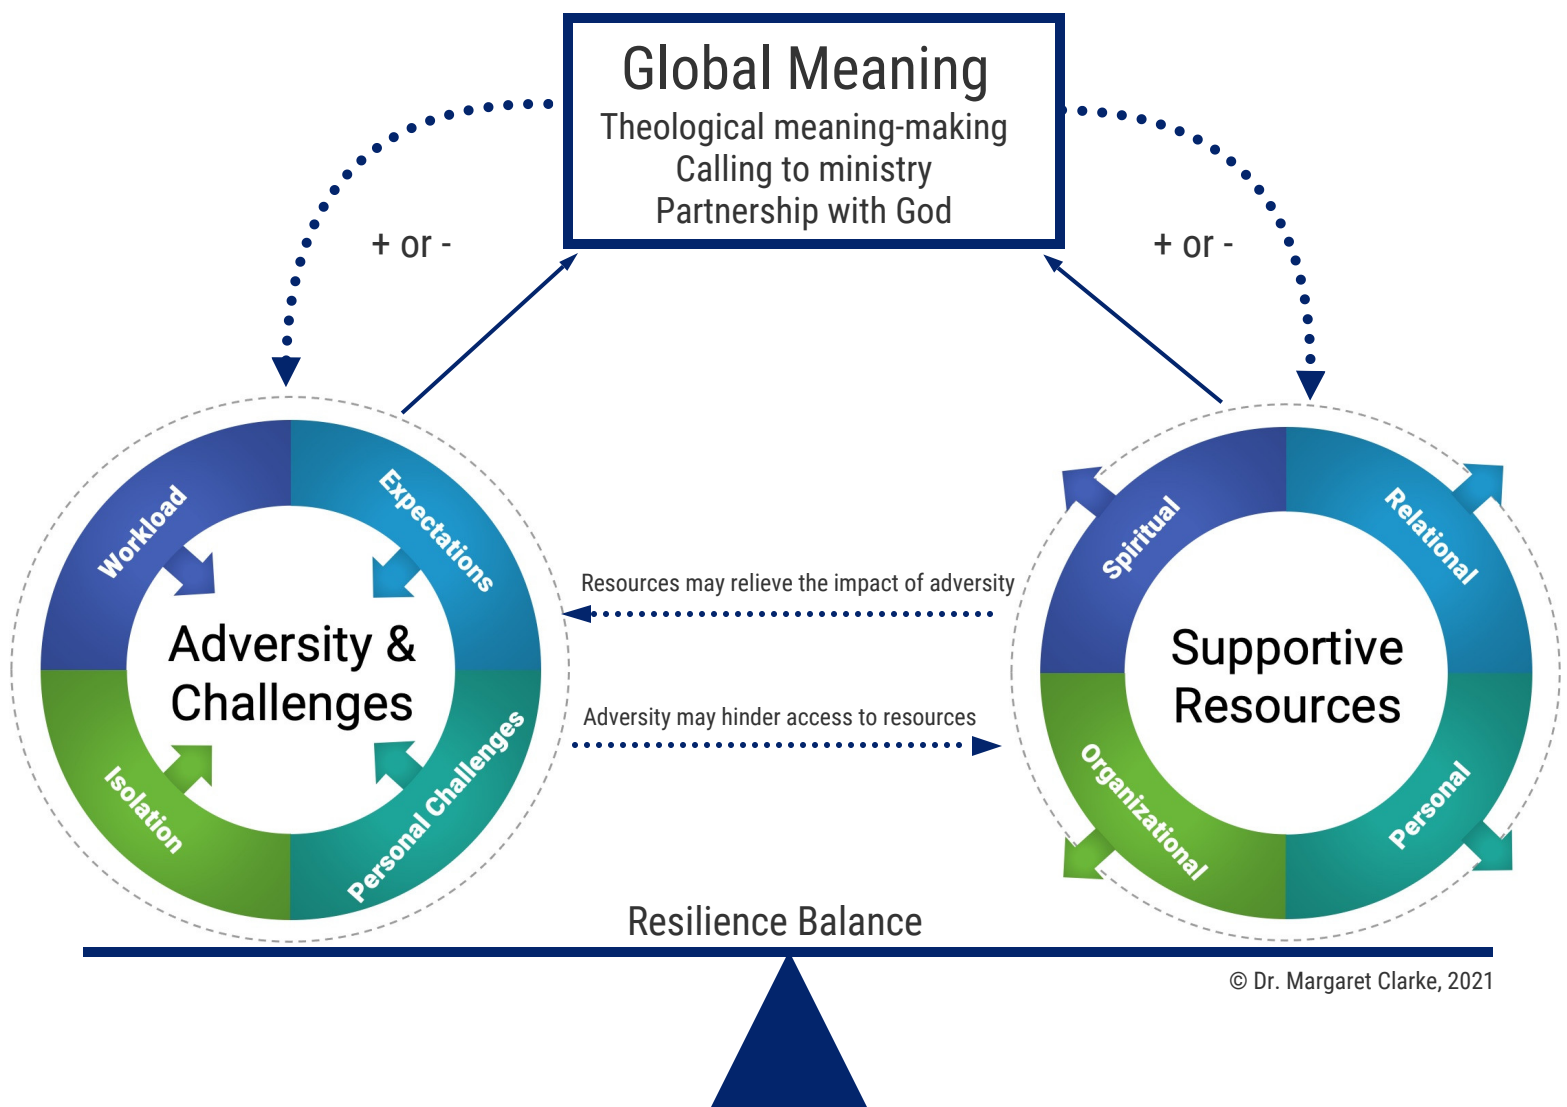 Global Meaning
Theological meaning-making
Calling to ministry
Partnership with God
+ or -
+ or -
Workload
Expectations
Adversity &
Challenges
Isolation
Personal Challenges
Resources may relieve the impact of adversity
Adversity may hinder access to resources
Spiritual
Relational
Supportive
Resources
Organizational
Personal
Resilience Balance
© Dr. Margaret Clarke, 2021